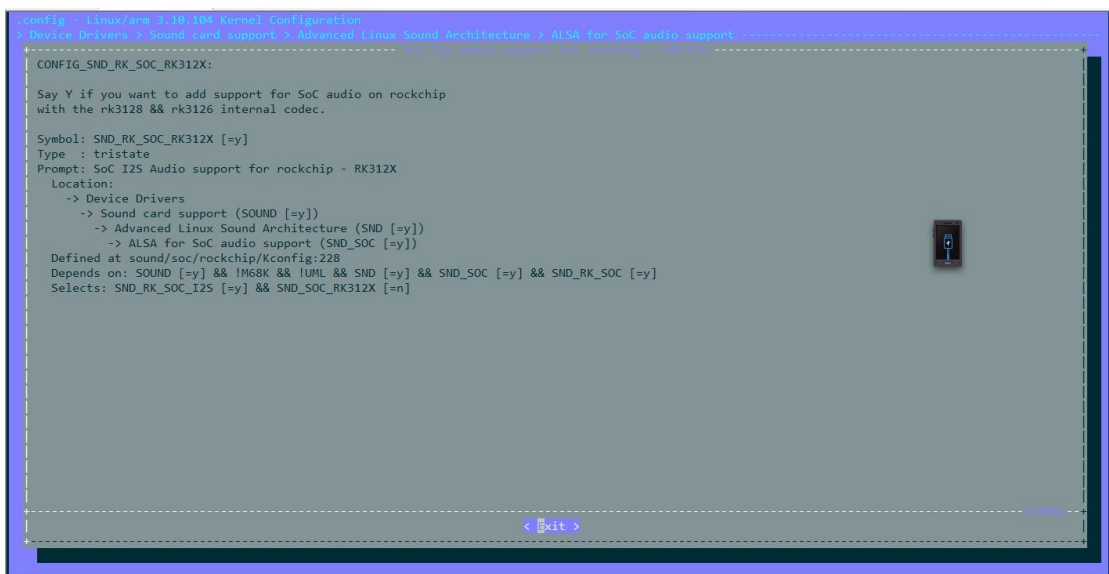 .config - Linux/arm 3.10.104 Kernel Configuration
> Device Drivers > Sound card support > Advanced Linux Sound Architecture > ALSA for SoC audio support
CONFIG_SND_RK_SOC_RK312X:
Say Y if you want to add support for SoC audio on rockchip
with the rk3128 && rk3126 internal codec.
Symbol: SND_RK_SOC_RK312X [=y]
Type  : tristate
Prompt: SoC I2S Audio support for rockchip - RK312X
Location:
-> Device Drivers
-> Sound card support (SOUND [=y])
-> Advanced Linux Sound Architecture (SND [=y])
-> ALSA for SoC audio support (SND_SOC [=y])
Defined at sound/soc/rockchip/Kconfig:228
Depends on: SOUND [=y] && !M68K && !UML && SND [=y] && SND_SOC [=y] && SND_RK_SOC [=y]
Selects: SND_RK_SOC_I2S [=y] && SND_SOC_RK312X [=n]
< Exit >